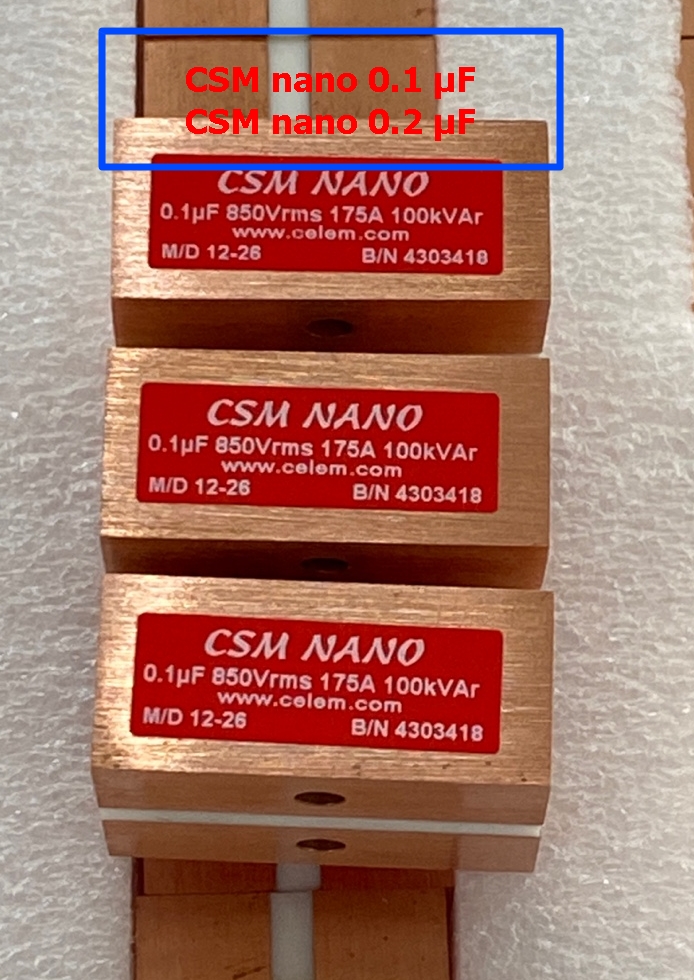 CSM nano 0.1 µF
CSM nano 0.2 µF
CSM NANO
0.1µF 850Vrms 175A 100kVAr
www.celem.com
M/D 12-26 B/N 4303418
CSM NANO
0.1µF 850Vrms 175A 100kVAr
www.celem.com
M/D 12-26 B/N 4303418
CSM NANO
0.1µF 850Vrms 175A 100kVAr
www.celem.com
M/D 12-26 B/N 4303418